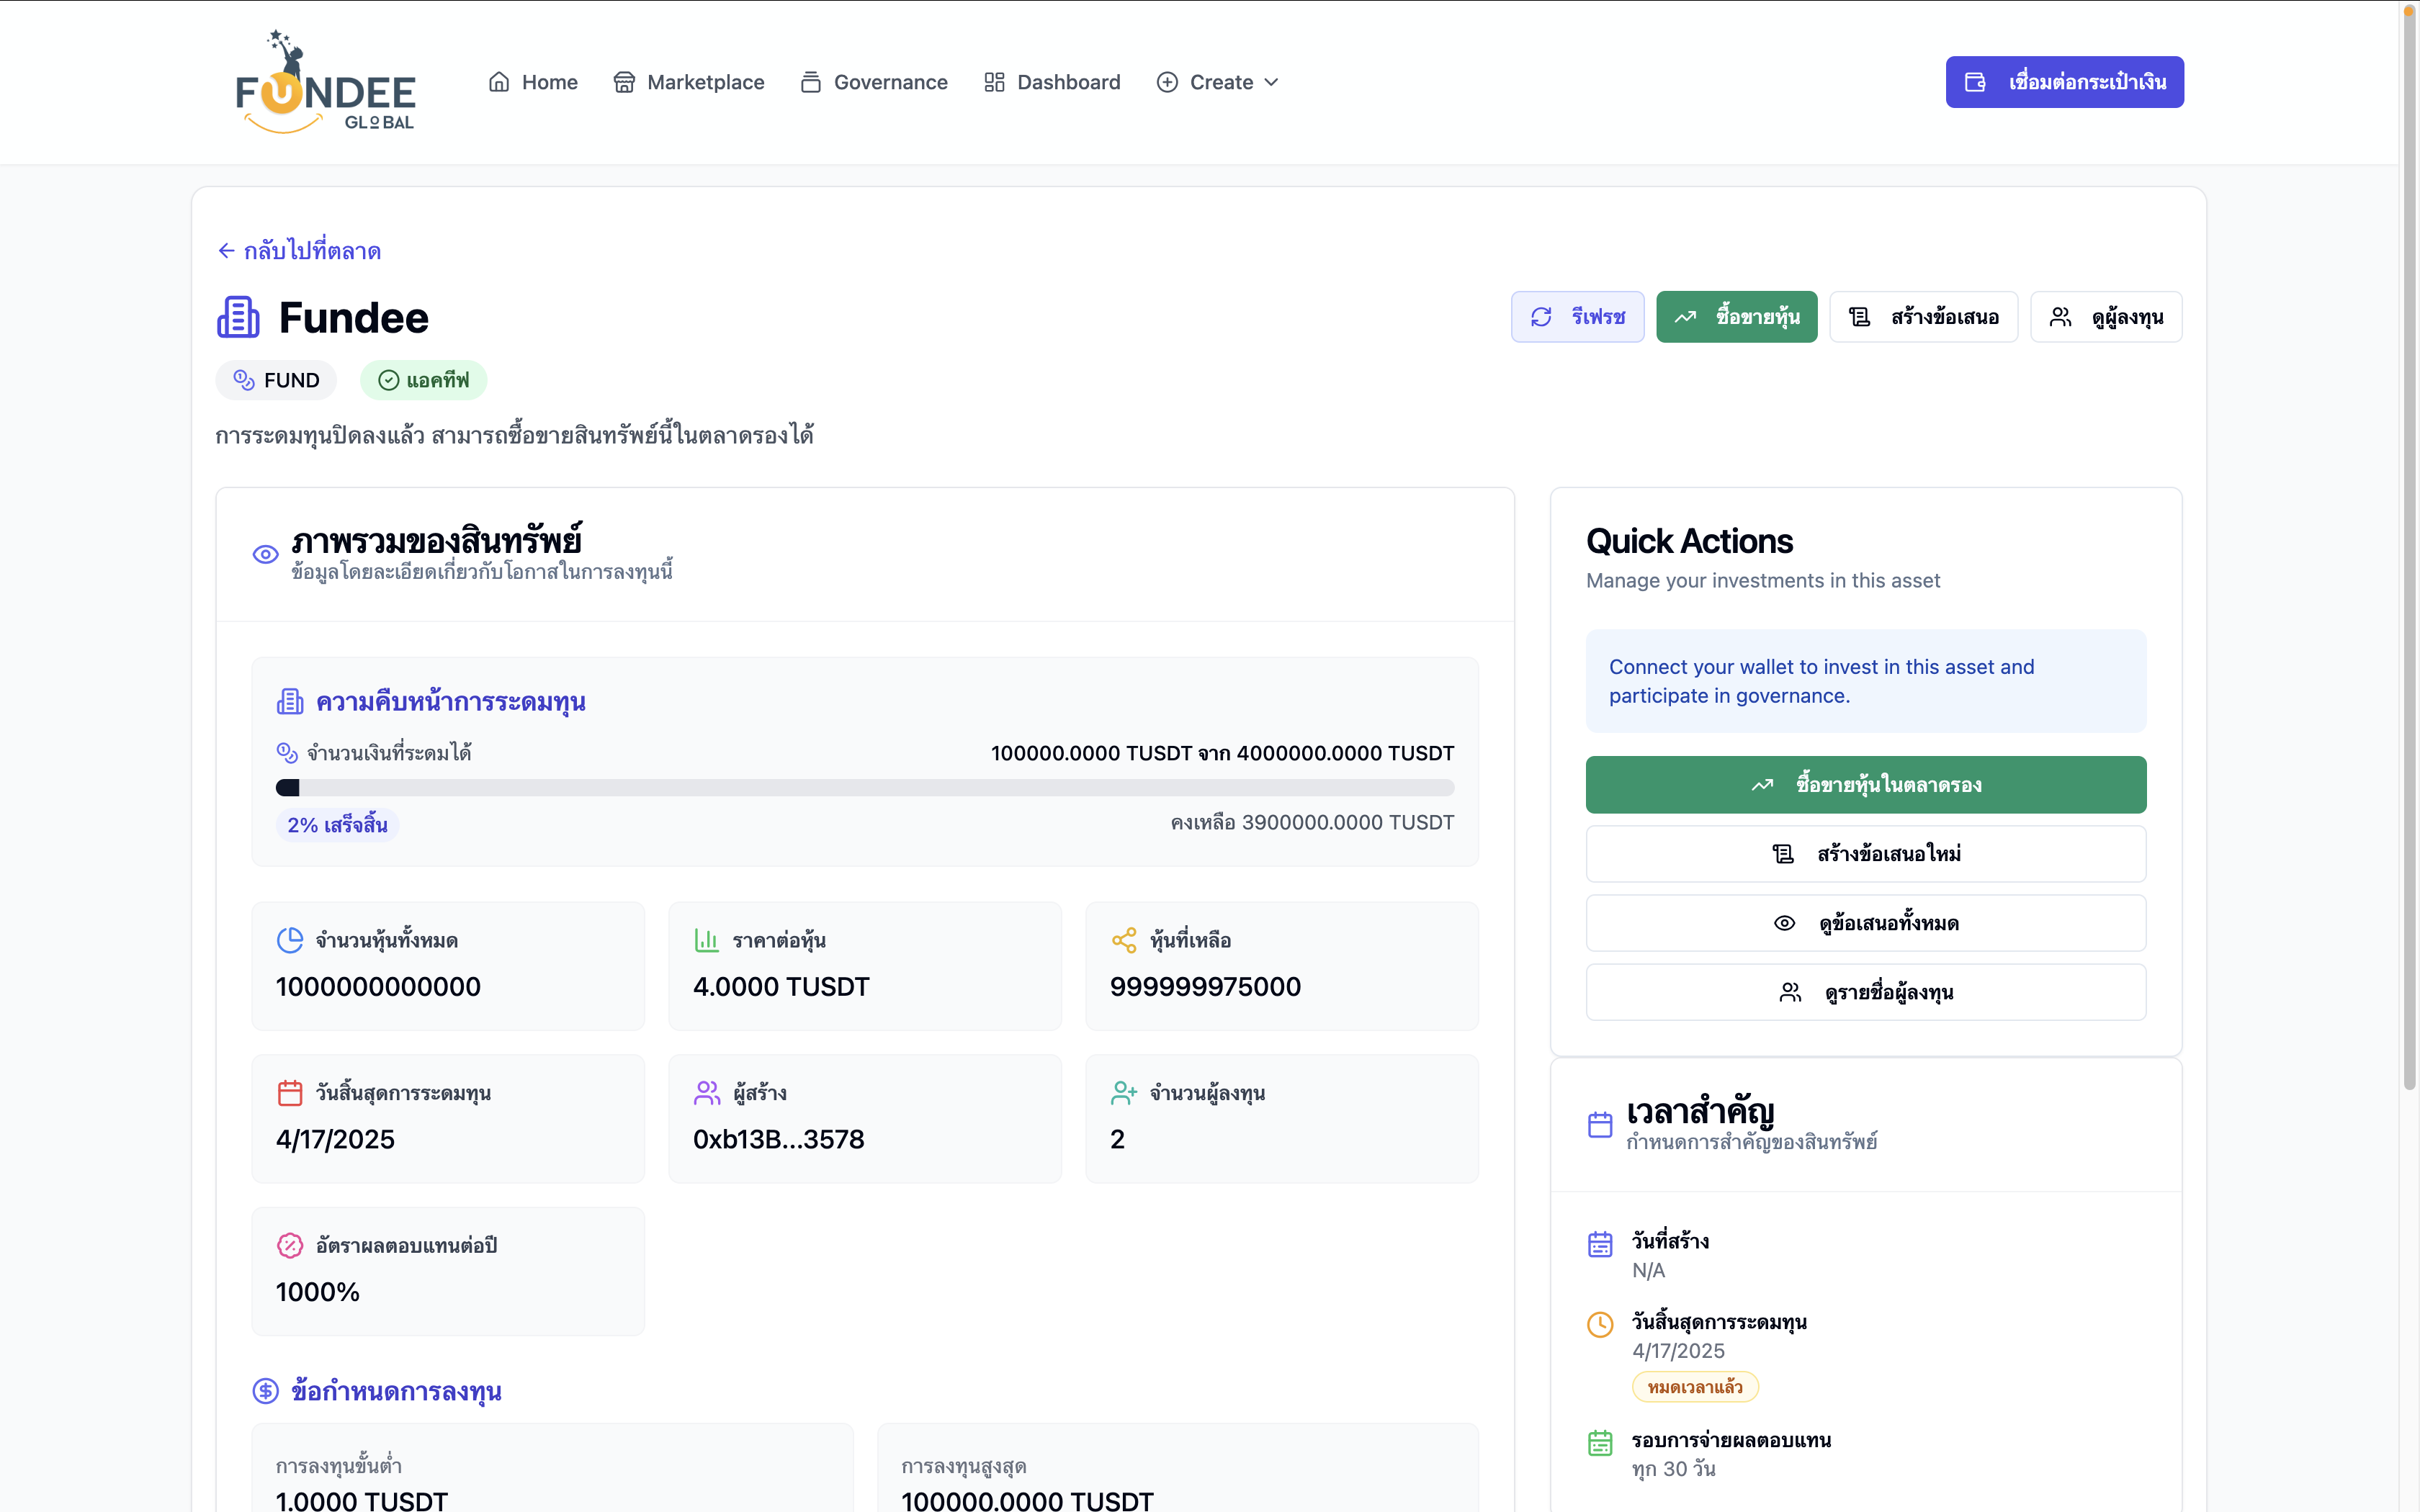 FUNDEE
GLOBAL
Home
Marketplace
Governance
Dashboard
Create
เชื่อมต่อกระเป๋าเงิน
กลับไปที่ตลาด
Fundee
รีเฟรช
ซื้อขายหุ้น
สร้างข้อเสนอ
ดูผู้ลงทุน
FUND
แอคทีฟ
การระดมทุนปิดลงแล้ว สามารถซื้อขายสินทรัพย์นี้ในตลาดรองได้
ภาพรวมของสินทรัพย์
ข้อมูลโดยละเอียดเกี่ยวกับโอกาสในการลงทุนนี้
ความคืบหน้าการระดมทุน
จำนวนเงินที่ระดมได้
100000.0000 TUSDT จาก 4000000.0000 TUSDT
2% เสร็จสิ้น
คงเหลือ 3900000.0000 TUSDT
จำนวนหุ้นทั้งหมด
1000000000000
ราคาต่อหุ้น
4.0000 TUSDT
หุ้นที่เหลือ
999999975000
วันสิ้นสุดการระดมทุน
4/17/2025
ผู้สร้าง
0xb13B...3578
จำนวนผู้ลงทุน
2
อัตราผลตอบแทนต่อปี
1000%
ข้อกำหนดการลงทุน
การลงทุนขั้นต่ำ
1.0000 TUSDT
การลงทุนสูงสุด
100000.0000 TUSDT
Quick Actions
Manage your investments in this asset
Connect your wallet to invest in this asset and
participate in governance.
ซื้อขายหุ้นในตลาดรอง
สร้างข้อเสนอใหม่
ดูข้อเสนอทั้งหมด
ดูรายชื่อผู้ลงทุน
เวลาสำคัญ
กำหนดการสำคัญของสินทรัพย์
วันที่สร้าง
N/A
วันสิ้นสุดการระดมทุน
4/17/2025
หมดเวลาแล้ว
รอบการจ่ายผลตอบแทน
ทุก 30 วัน